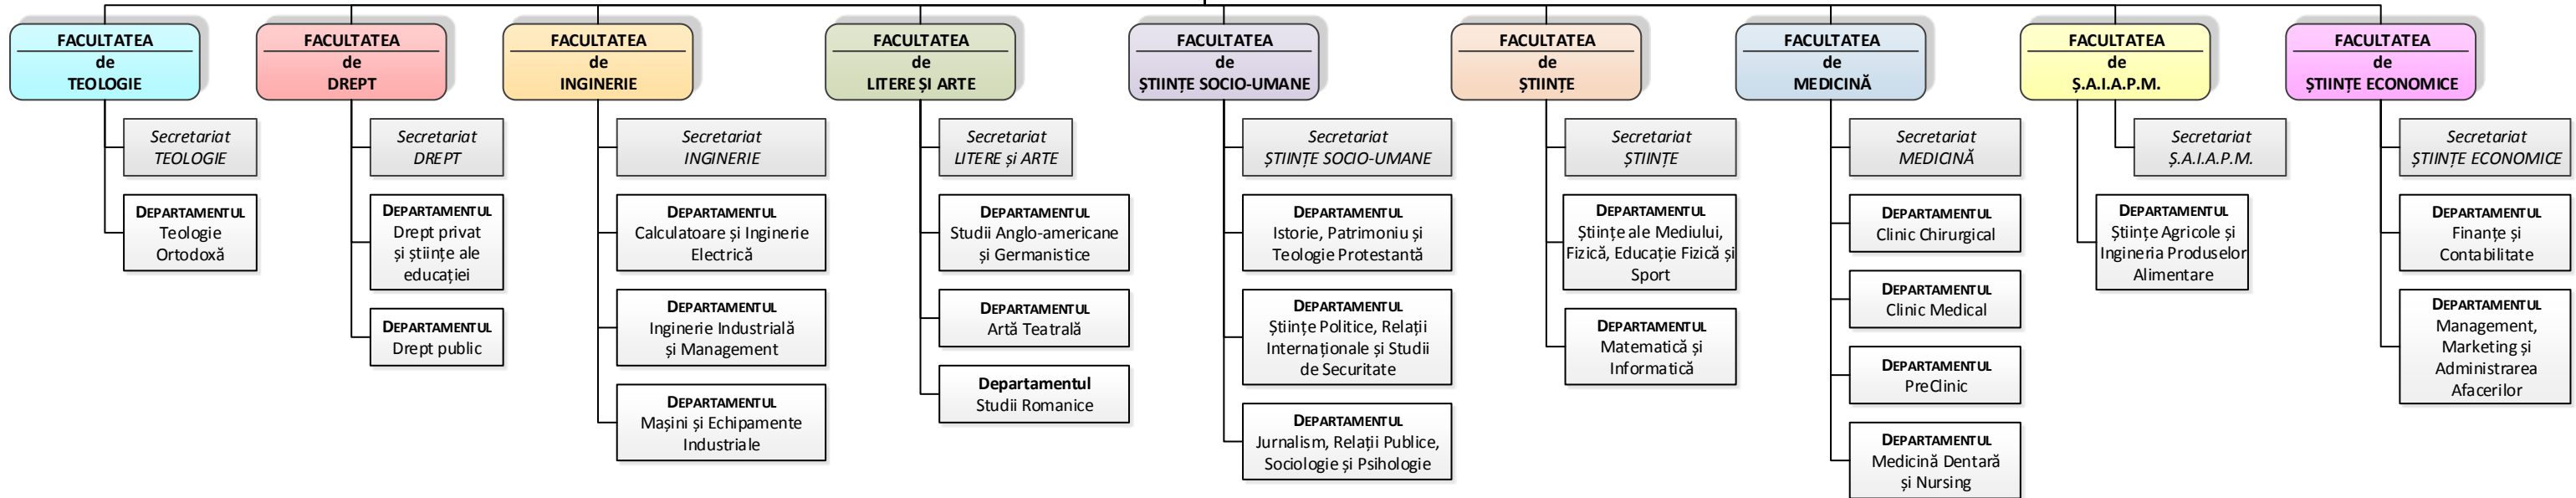 FACULTATEA
de
TEOLOGIE
Secretariat
TEOLOGIE
DEPARTAMENTUL
Teologie
Ortodoxă
FACULTATEA
de
DREPT
Secretariat
DREPT
DEPARTAMENTUL
Drept privat
și științe ale
educației
DEPARTAMENTUL
Drept public
FACULTATEA
de
INGINERIE
Secretariat
INGINERIE
DEPARTAMENTUL
Calculatoare și Inginerie
Electrică
DEPARTAMENTUL
Inginerie Industrială
și Management
DEPARTAMENTUL
Mașini și Echipamente
Industriale
FACULTATEA
de
LITERE ȘI ARTE
Secretariat
LITERE și ARTE
DEPARTAMENTUL
Studii Anglo-americane
și Germanistice
DEPARTAMENTUL
Artă Teatrală
Departamentul
Studii Romanice
FACULTATEA
de
ȘTIINȚE SOCIO-UMANE
Secretariat
ȘTIINȚE SOCIO-UMANE
DEPARTAMENTUL
Istorie, Patrimoniu și
Teologie Protestantă
DEPARTAMENTUL
Științe Politice, Relații
Internaționale și Studii
de Securitate
DEPARTAMENTUL
Jurnalism, Relații Publice,
Sociologie și Psihologie
FACULTATEA
de
ȘTIINȚE
Secretariat
ȘTIINȚE
DEPARTAMENTUL
Științe ale Mediului,
Fizică, Educație Fizică și
Sport
DEPARTAMENTUL
Matematică și
Informatică
FACULTATEA
de
MEDICINĂ
Secretariat
MEDICINĂ
DEPARTAMENTUL
Clinic Chirurgical
DEPARTAMENTUL
Clinic Medical
DEPARTAMENTUL
PreClinic
DEPARTAMENTUL
Medicină Dentară
și Nursing
FACULTATEA
de
Ș.A.I.A.P.M.
Secretariat
Ș.A.I.A.P.M.
DEPARTAMENTUL
Științe Agricole și
Ingineria Produselor
Alimentare
FACULTATEA
de
ȘTIINȚE ECONOMICE
Secretariat
ȘTIINȚE ECONOMICE
DEPARTAMENTUL
Finanțe și
Contabilitate
DEPARTAMENTUL
Management,
Marketing și
Administrarea
Afacerilor